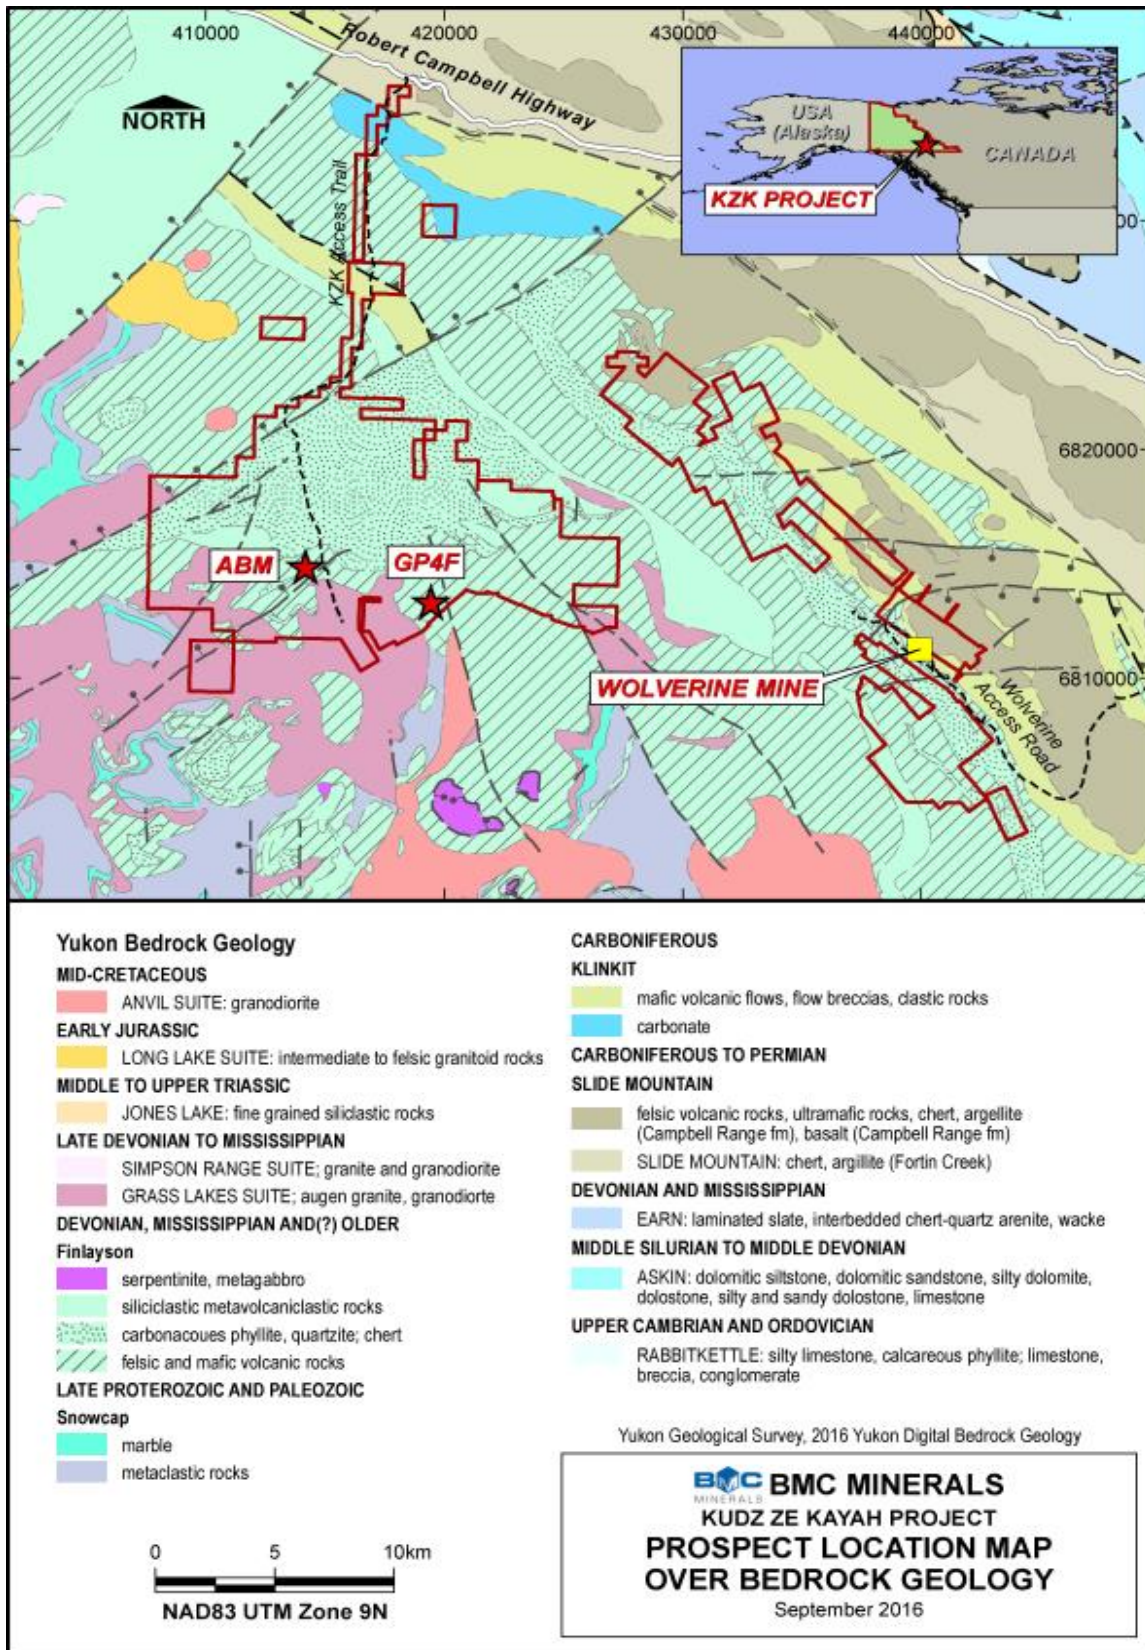 410000
420000
430000
440000
Robert Campbell Highway
NORTH
USA
(Alaska)
CANADA
KZK PROJECT
00
KZK Access Trail
6820000
ABM
GP4F
WOLVERINE MINE
6810000
Wolverine
Access Road
Yukon Bedrock Geology
MID-CRETACEOUS
ANVIL SUITE: granodiorite
EARLY JURASSIC
LONG LAKE SUITE: intermediate to felsic granitoid rocks
MIDDLE TO UPPER TRIASSIC
JONES LAKE: fine grained siliclastic rocks
LATE DEVONIAN TO MISSISSIPPIAN
SIMPSON RANGE SUITE; granite and granodiorite
GRASS LAKES SUITE; augen granite, granodiorte
DEVONIAN, MISSISSIPPIAN AND(?) OLDER
Finlayson
serpentinite, metagabbro
siliciclastic metavolcaniclastic rocks
carbonacoues phyllite, quartzite; chert
felsic and mafic volcanic rocks
LATE PROTEROZOIC AND PALEOZOIC
Snowcap
marble
metaclastic rocks
CARBONIFEROUS
KLINKIT
mafic volcanic flows, flow breccias, clastic rocks
carbonate
CARBONIFEROUS TO PERMIAN
SLIDE MOUNTAIN
felsic volcanic rocks, ultramafic rocks, chert, argellite
(Campbell Range fm), basalt (Campbell Range fm)
SLIDE MOUNTAIN: chert, argillite (Fortin Creek)
DEVONIAN AND MISSISSIPPIAN
EARN: laminated slate, interbedded chert-quartz arenite, wacke
MIDDLE SILURIAN TO MIDDLE DEVONIAN
ASKIN: dolomitic siltstone, dolomitic sandstone, silty dolomite,
dolostone, silty and sandy dolostone, limestone
UPPER CAMBRIAN AND ORDOVICIAN
RABBITKETTLE: silty limestone, calcareous phyllite; limestone,
breccia, conglomerate
Yukon Geological Survey, 2016 Yukon Digital Bedrock Geology
0 5 10km
NAD83 UTM Zone 9N
BMC MINERALS BMC MINERALS
KUDZ ZE KAYAH PROJECT
PROSPECT LOCATION MAP
OVER BEDROCK GEOLOGY
September 2016